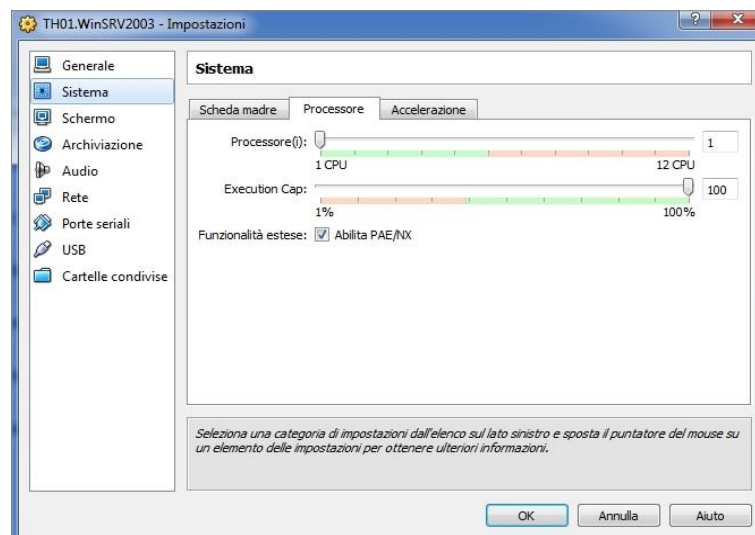 TH01.WinSRV2003 - Impostazioni
?
X
Generale
Sistema
Schermo
Archiviazione
Audio
Rete
Porte seriali
USB
Cartelle condivise
Sistema
Scheda madre Processore Accelerazione
Processore(i): 1
1 CPU 12 CPU
Execution Cap: 100
1% 100%
Funzionalità estese: Abilita PAE/NX
Seleziona una categoria di impostazioni dall'elenco sul lato sinistro e sposta il puntatore del mouse su
un elemento delle impostazioni per ottenere ulteriori informazioni.
OK Annulla Aiuto